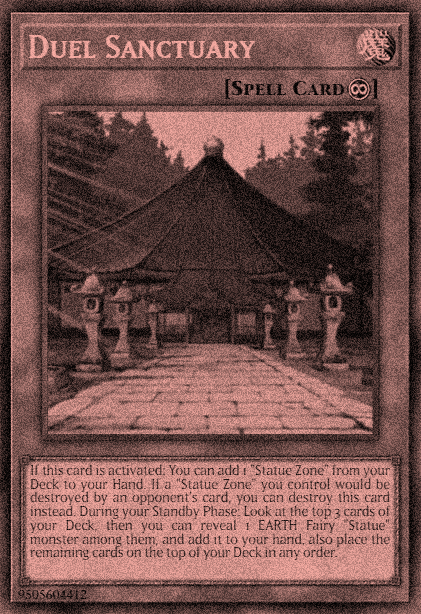 DUEL SANCTUARY
魔
[SPELL CARD]
If this card is activated: You can add 1 "Statue Zone" from your
Deck to your Hand. If a "Statue Zone" you control would be
destroyed by an opponent's card, you can destroy this card
instead. During your Standby Phase: Look at the top 3 cards of
your Deck, then you can reveal 1 EARTH Fairy "Statue"
monster among them, and add it to your hand, also place the
remaining cards on the top of your Deck in any order.
9505604412